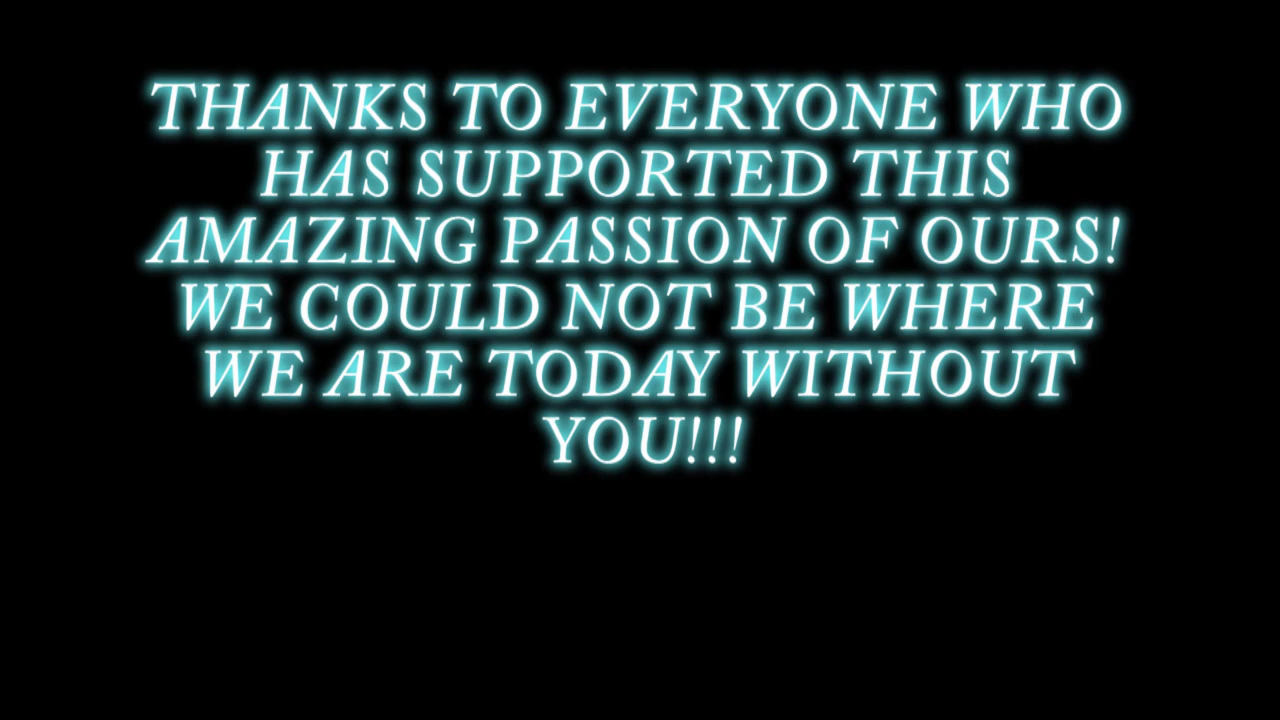 THANKS TO EVERYONE WHO
HAS SUPPORTED THIS
AMAZING PASSION OF OURS!
WE COULD NOT BE WHERE
WE ARE TODAY WITHOUT
YOU!!!